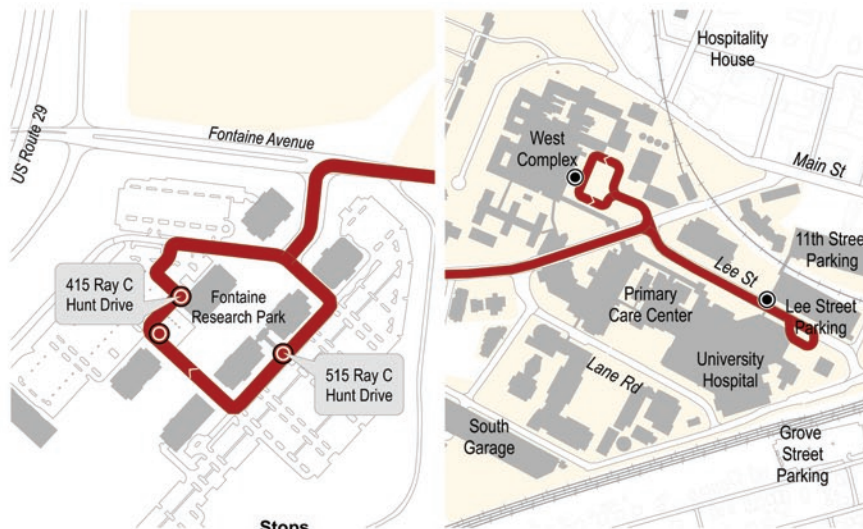 US Route 29
Fontaine Avenue
415 Ray C
Hunt Drive
Fontaine
Research Park
515 Ray C
Hunt Drive
Stops
Hospitality
House
West
Complex
Main St
11th Street
Parking
Lee St
Lee Street
Parking
Primary
Care Center
University
Hospital
Lane Rd
South
Garage
Grove
Street
Parking